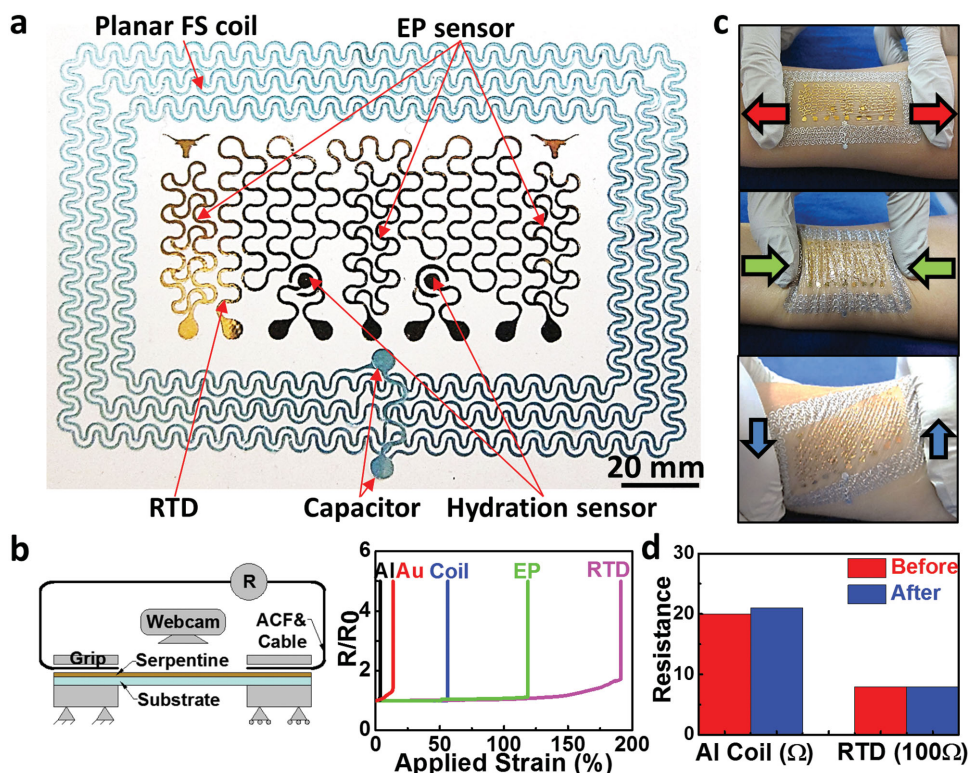 a
Planar FS coil
EP sensor
RTD
Capacitor
Hydration sensor
20 mm
b
R
Webcam
ACF&
Cable
Grip
Serpentine
Substrate
R/R0
6
4
2
0
Al Au Coil EP RTD
0 50 100 150 200
Applied Strain (%)
c
d
Resistance
30
20
10
0
Before
After
Al Coil (Ω) RTD (100Ω)